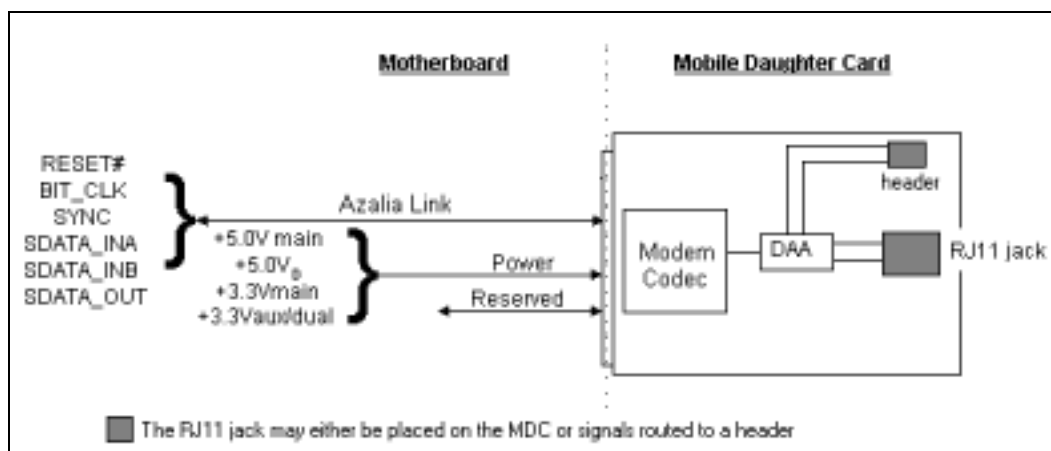 Motherboard
Mobile Daughter Card
RESET#
BIT_CLK
SYNC
SDATA_INA
SDATA_INB
SDATA_OUT
Azalia Link
+5.0V main
+5.0V
+3.3Vmain
+3.3Vaux/dual
Power
Reserved
Modem
Codec
DAA
header
RJ11 jack
The RJ11 jack may either be placed on the MDC or signals routed to a header